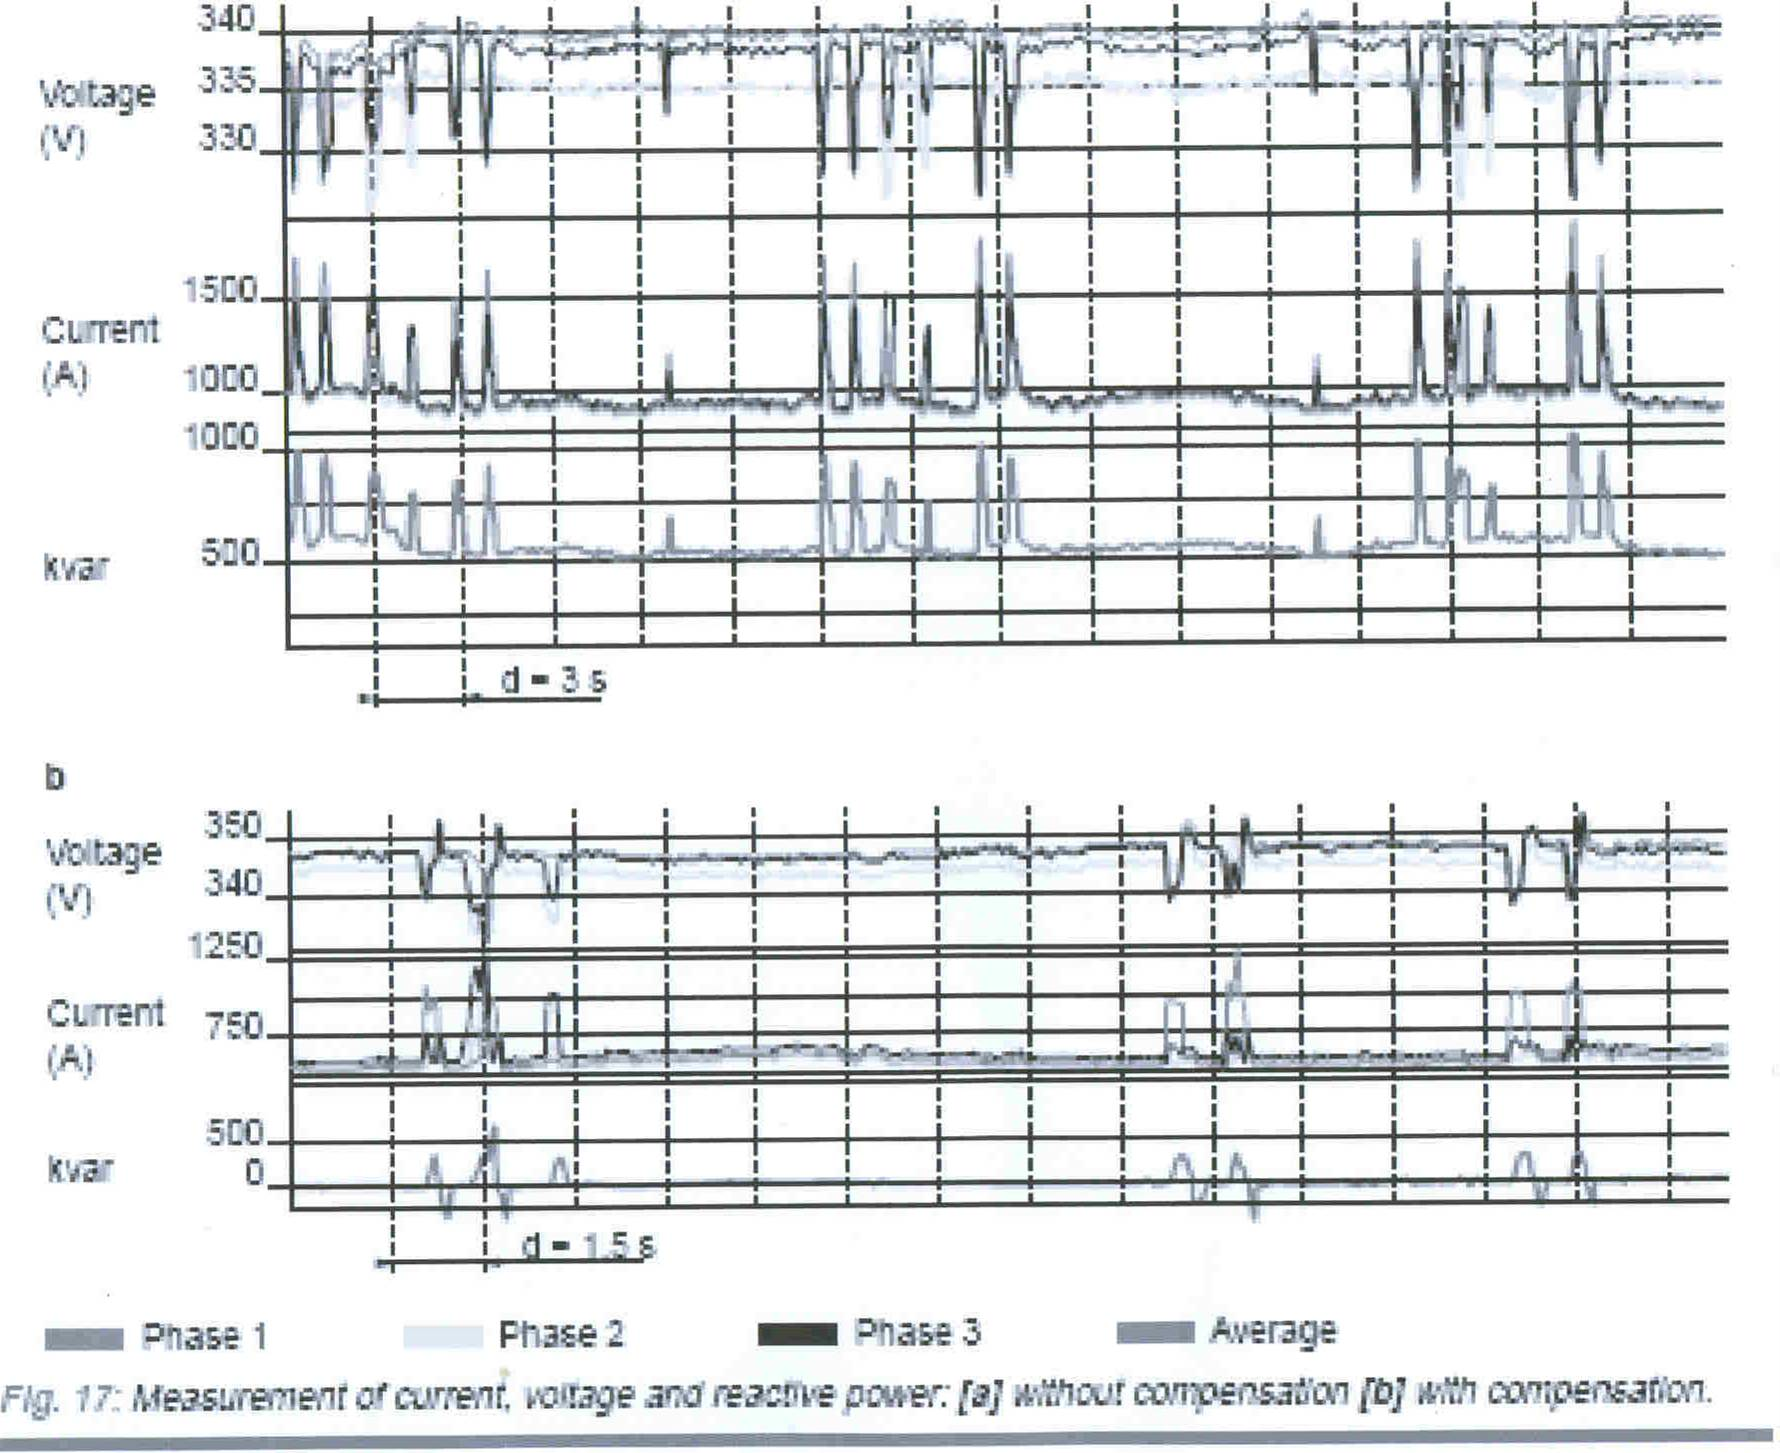 340
Voltage
335
(V)
330
1500
Current
(A)
1000
1000
kvar
500
d = 3 s
b
350
Voltage
340
(V)
1250
Current
750
(A)
500
kvar
0
d = 1.5 s
Phase 1 Phase 2 Phase 3 Average
Fig. 17: Measurement of current, voltage and reactive power: [a] without compensation [b] with compensation.